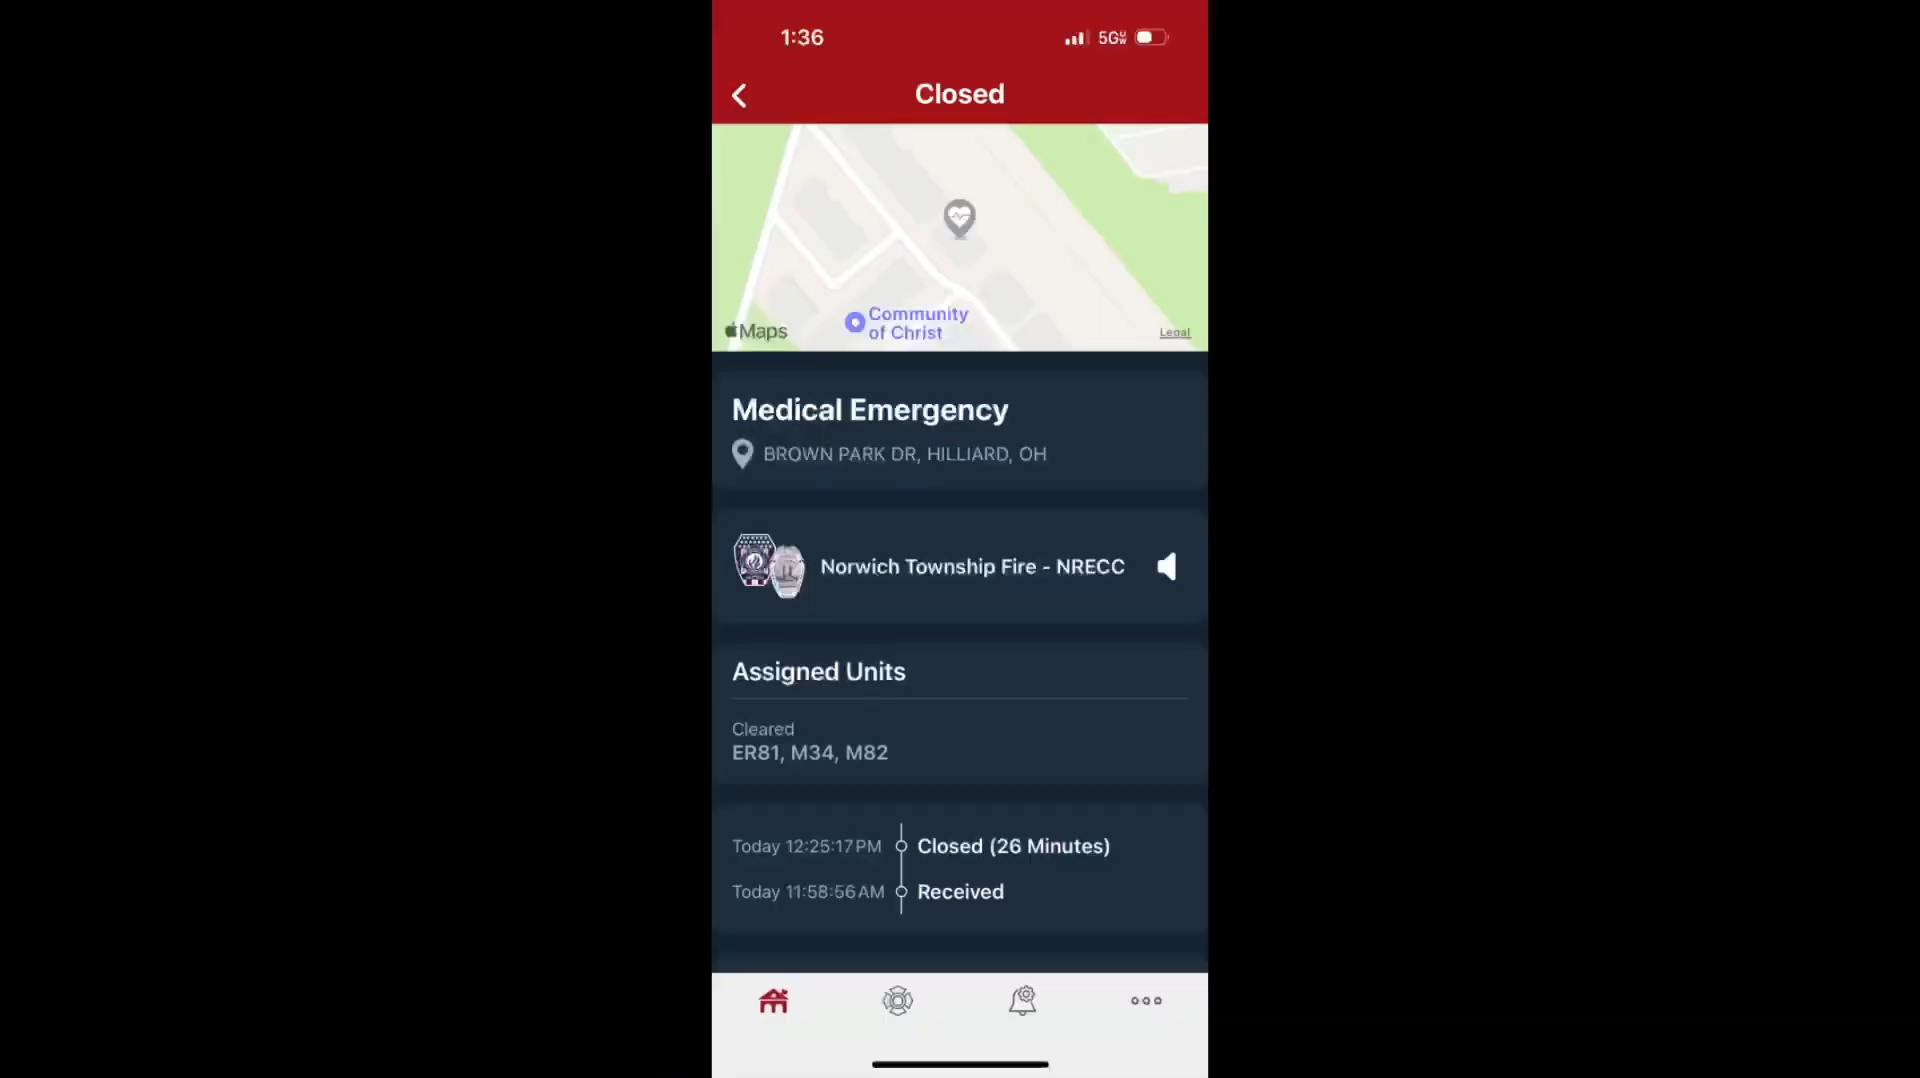 1:36
5GUW
Closed
Community
of Christ
Maps
Legal
Medical Emergency
BROWN PARK DR, HILLIARD, OH
Norwich Township Fire - NRECC
Assigned Units
Cleared
ER81, M34, M82
Today 12:25:17 PM Closed (26 Minutes)
Today 11:58:56 AM Received